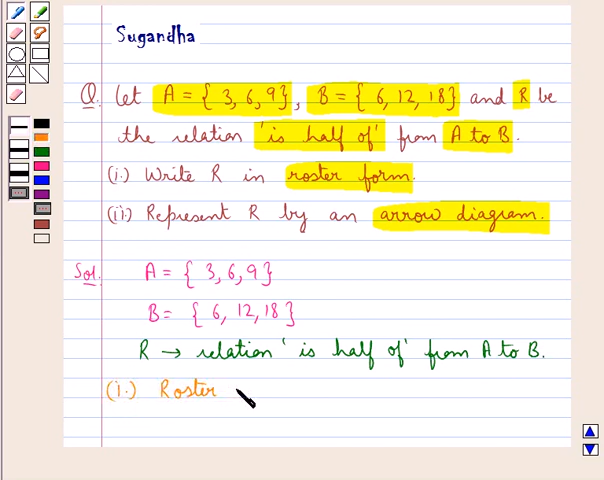 Sugandha
Q. Let A = { 3, 6, 9}, B = { 6, 12, 18} and R be
the relation 'is half of' from A to B.
(i.) Write R in roster form.
(ii). Represent R by an arrow diagram.
Sol. A = { 3, 6, 9}
B = { 6, 12, 18}
R → relation 'is half of' from A to B.
(i.) Roster